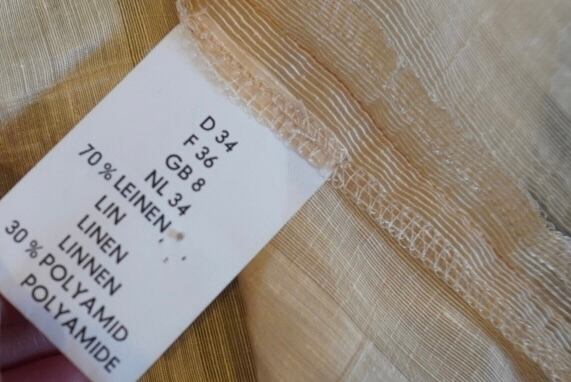 D 34
F 36
GB 8
NL 34
70% LEINEN
LIN
LINEN
LINNEN
30% POLYAMID
POLYAMIDE